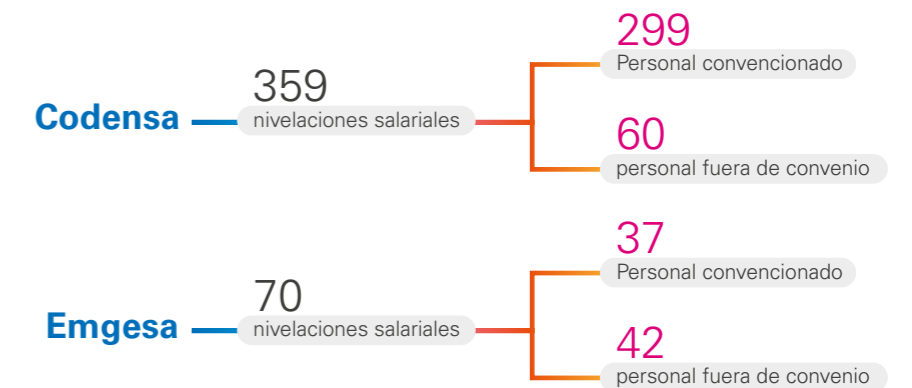 Codensa
359
nivelaciones salariales
299
Personal convencionado
60
personal fuera de convenio
Emgesa
70
nivelaciones salariales
37
Personal convencionado
42
personal fuera de convenio